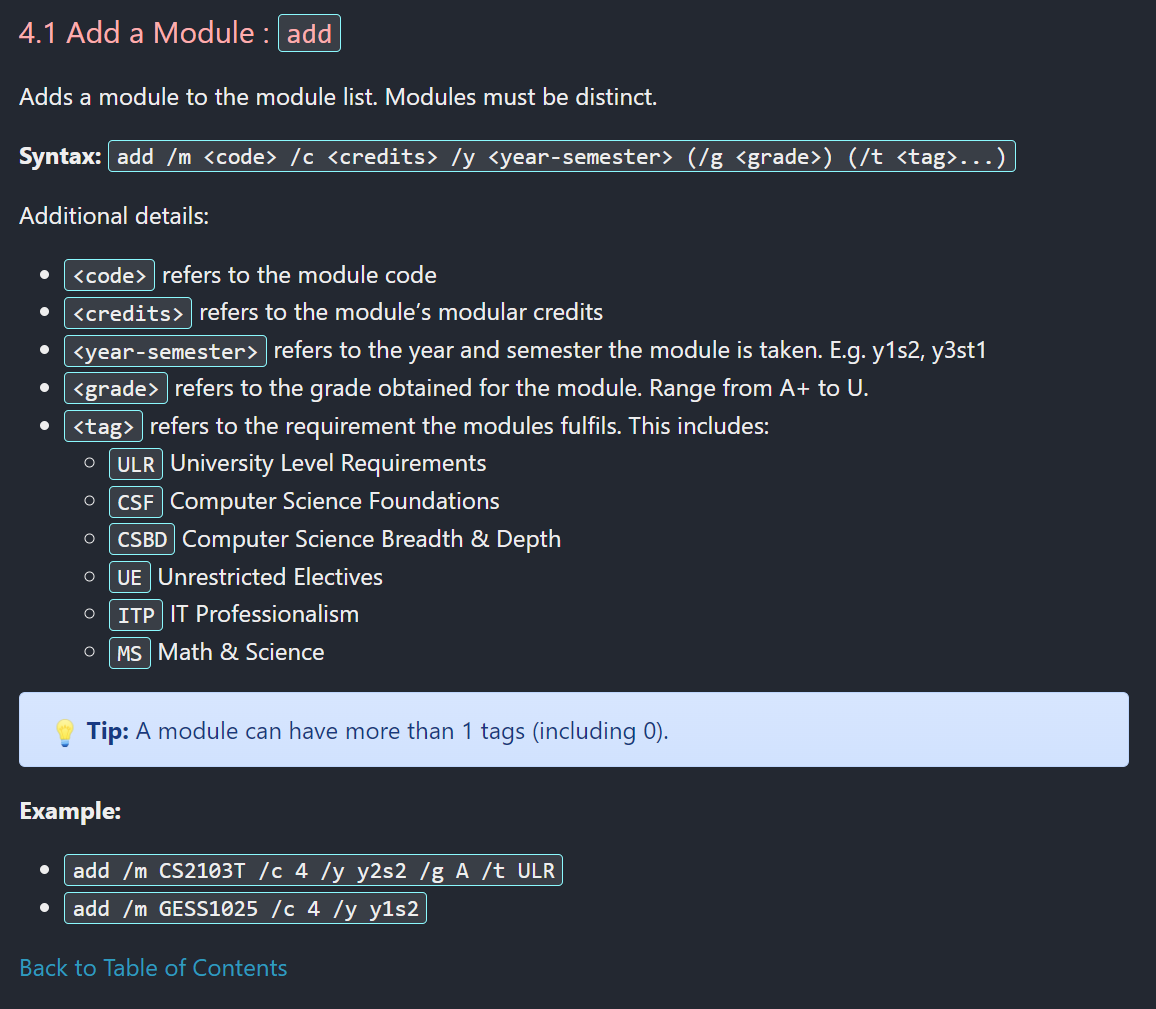 4.1 Add a Module : add
Adds a module to the module list. Modules must be distinct.
Syntax: add /m <code> /c <credits> /y <year-semester> (/g <grade>) (/t <tag>...)
Additional details:
<code> refers to the module code
<credits> refers to the module’s modular credits
<year-semester> refers to the year and semester the module is taken. E.g. y1s2, y3st1
<grade> refers to the grade obtained for the module. Range from A+ to U.
<tag> refers to the requirement the modules fulfils. This includes:
ULR University Level Requirements
CSF Computer Science Foundations
CSBD Computer Science Breadth & Depth
UE Unrestricted Electives
ITP IT Professionalism
MS Math & Science
💡 Tip: A module can have more than 1 tags (including 0).
Example:
add /m CS2103T /c 4 /y y2s2 /g A /t ULR
add /m GESS1025 /c 4 /y y1s2
Back to Table of Contents